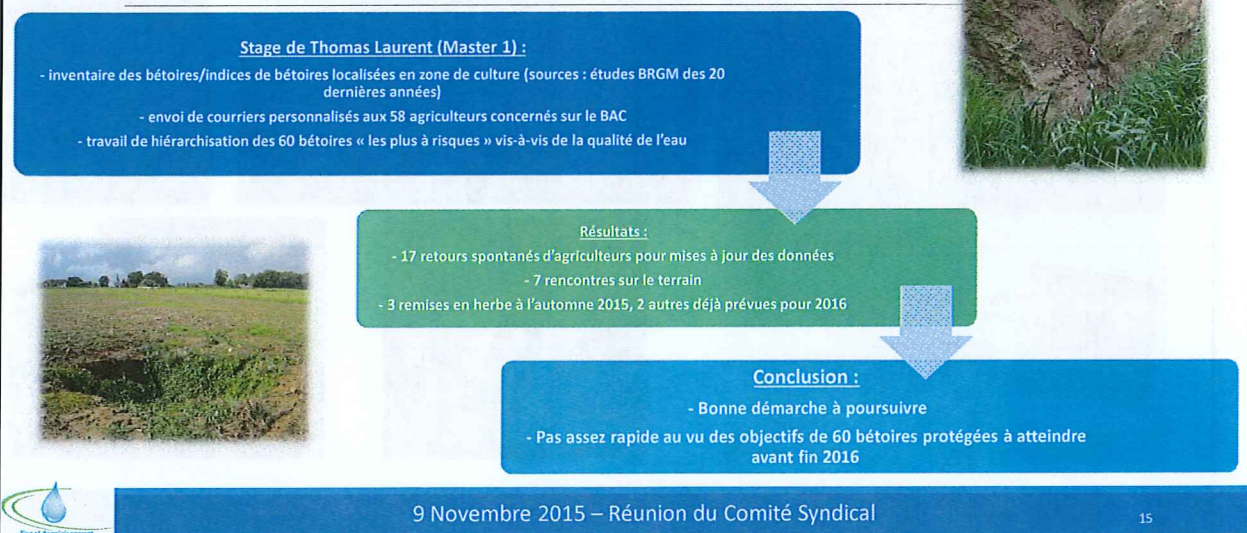 Stage de Thomas Laurent (Master 1) :
- inventaire des bétoires/indices de bétoires localisées en zone de culture (sources : études BRGM des 20
dernières années)
- envoi de courriers personnalisés aux 58 agriculteurs concernés sur le BAC
- travail de hiérarchisation des 60 bétoires « les plus à risques » vis-à-vis de la qualité de l'eau
Résultats :
- 17 retours spontanés d'agriculteurs pour mises à jour des données
- 7 rencontres sur le terrain
- 3 remises en herbe à l'automne 2015, 2 autres déjà prévues pour 2016
Conclusion :
- Bonne démarche à poursuivre
- Pas assez rapide au vu des objectifs de 60 bétoires protégées à atteindre
avant fin 2016
9 Novembre 2015 – Réunion du Comité Syndical
15